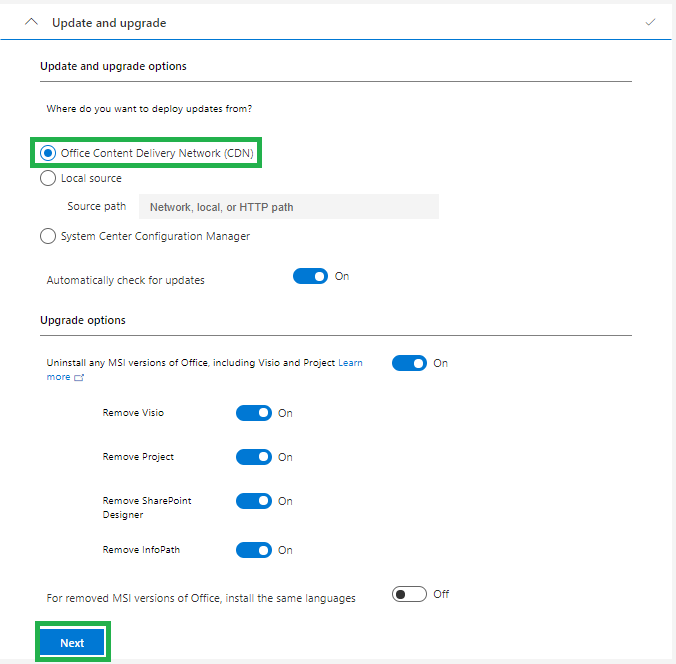 Update and upgrade
Update and upgrade options
Where do you want to deploy updates from?
Office Content Delivery Network (CDN)
Local source
Source path Network, local, or HTTP path
System Center Configuration Manager
Automatically check for updates On
Upgrade options
Uninstall any MSI versions of Office, including Visio and Project Learn On
more
Remove Visio On
Remove Project On
Remove SharePoint On
Designer
Remove InfoPath On
For removed MSI versions of Office, install the same languages Off
Next